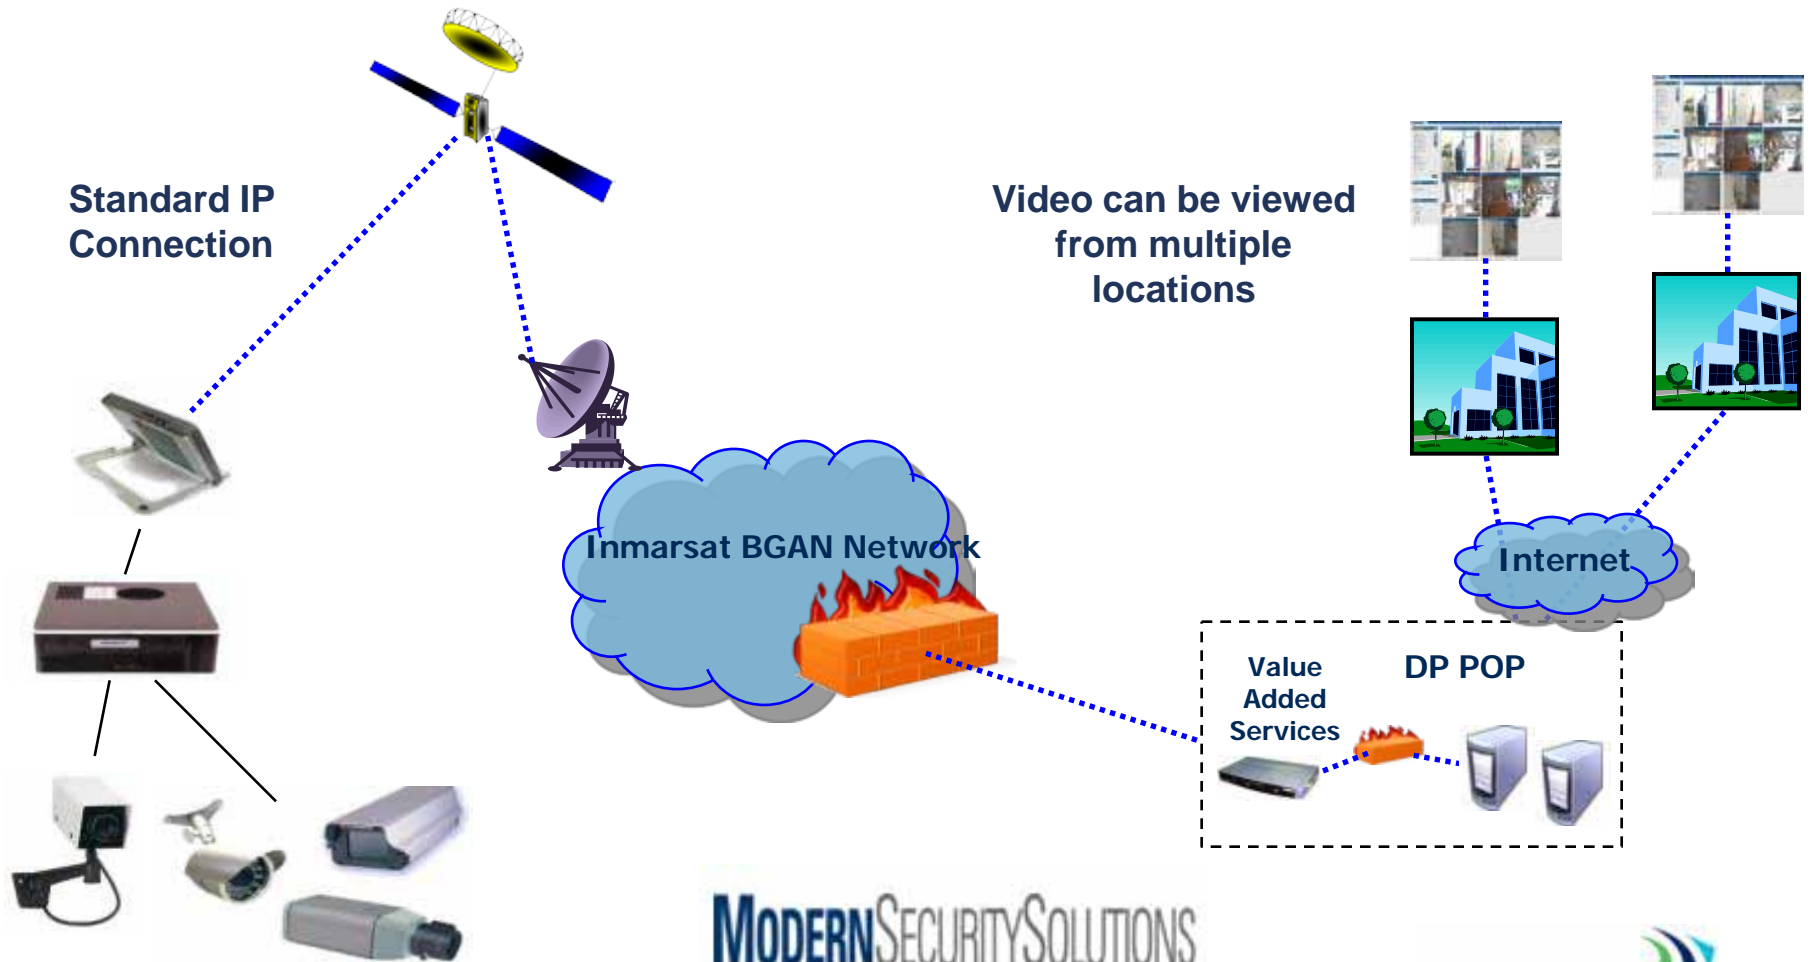 Standard IP
Connection
Video can be viewed
from multiple
locations
Inmarsat BGAN Network
Internet
Value
Added
Services
DP POP
MODERNSECURITYSOLUTIONS